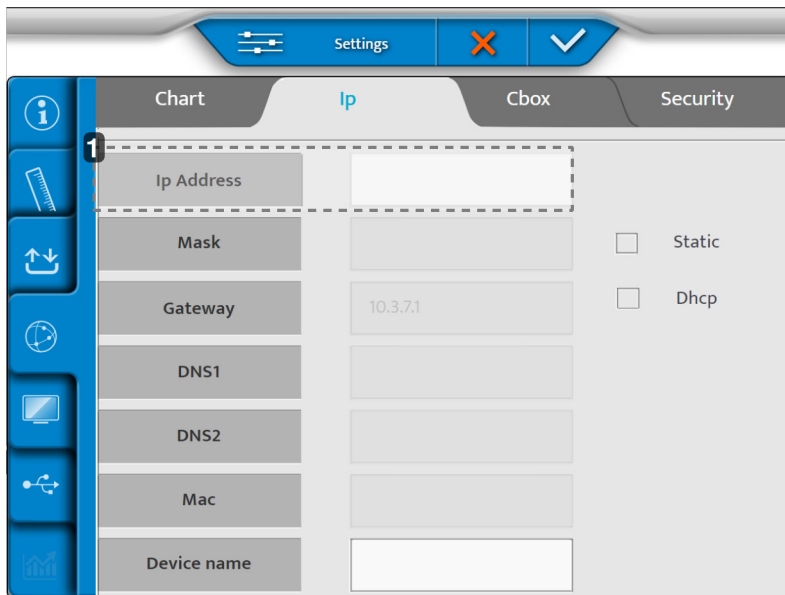 Settings
Chart Ip Cbox Security
1
Ip Address
Mask Static
Gateway 10.3.7.1 Dhcp
DNS1
DNS2
Mac
Device name